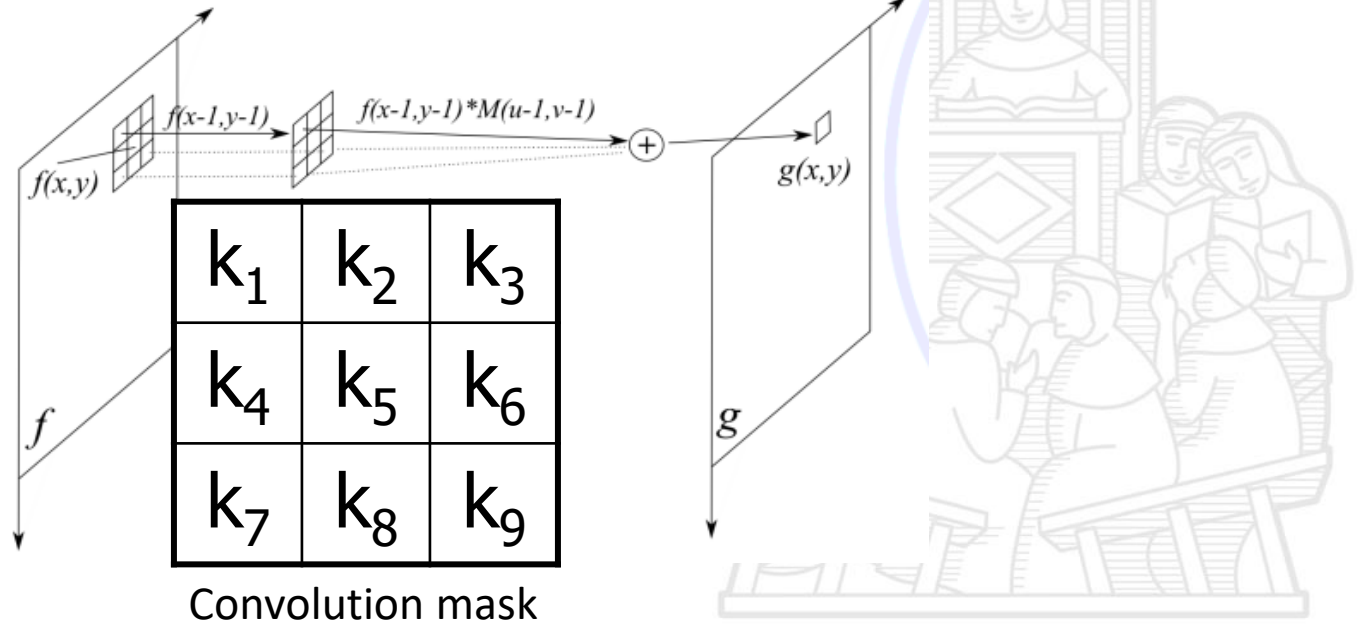 f(x-1,y-1)
f(x-1,y-1)*M(u-1,v-1)
+
f(x,y)
g(x,y)
k₁ k₂ k₃
k₄ k₅ k₆
k₇ k₈ k₉
f
g
Convolution mask